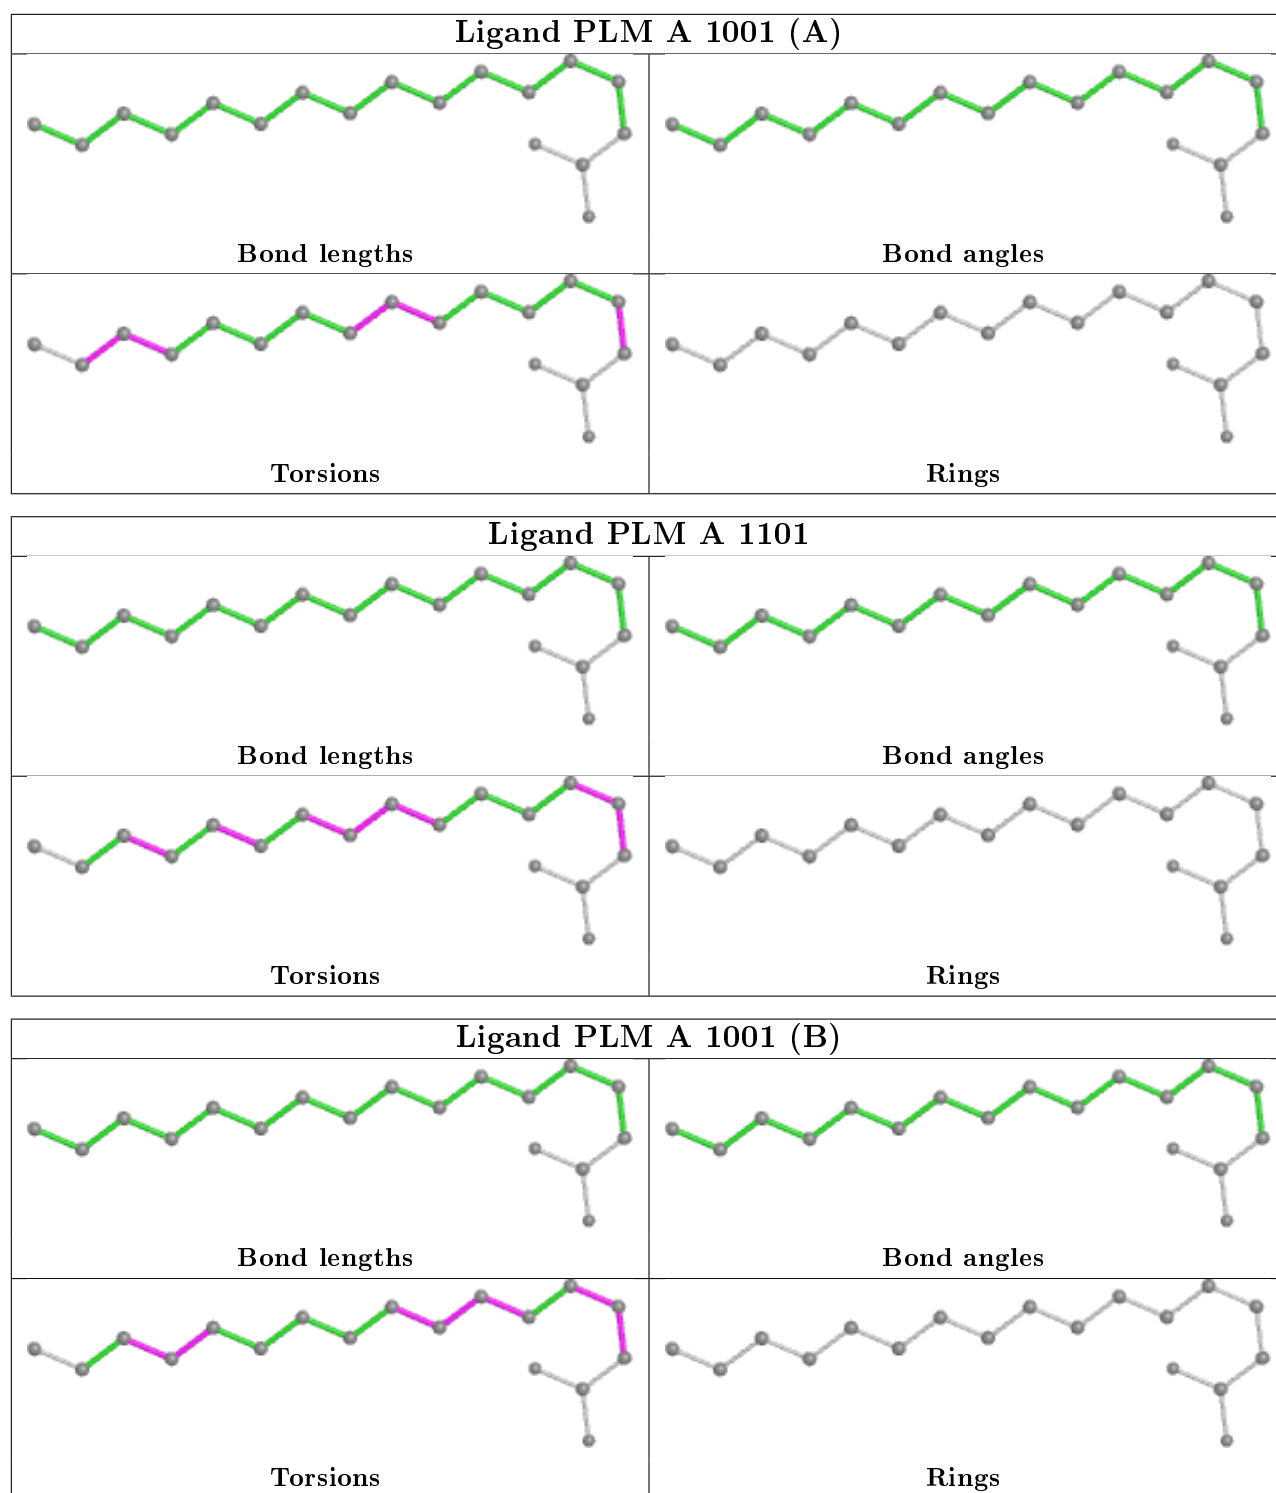 Ligand PLM A 1001 (A)
Bond lengths
Bond angles
Torsions
Rings
Ligand PLM A 1101
Bond lengths
Bond angles
Torsions
Rings
Ligand PLM A 1001 (B)
Bond lengths
Bond angles
Torsions
Rings